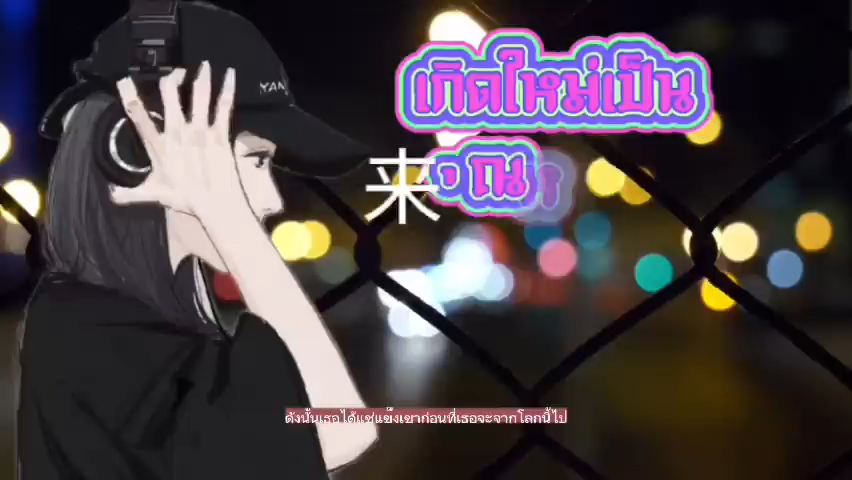 YAN
เกิดใหม่เป็น
来
ณ
ดังนั้นเธอได้แช่แข็งเขาก่อนที่เธอจะจากโลกนี้ไป